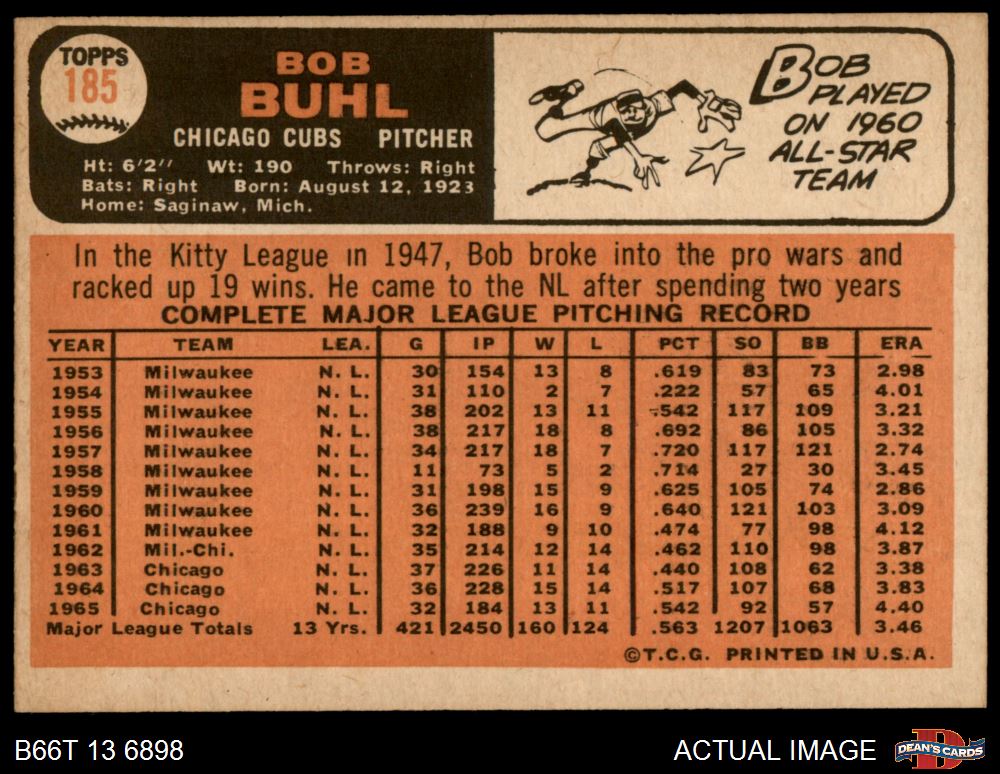 TOPPS
185
BOB
BUHL
CHICAGO CUBS PITCHER
Ht: 6'2" Wt: 190 Throws: Right
Bats: Right Born: August 12, 1923
Home: Saginaw, Mich.
BOB
PLAYED
ON 1960
ALL-STAR
TEAM
In the Kitty League in 1947, Bob broke into the pro wars and
racked up 19 wins. He came to the NL after spending two years
COMPLETE MAJOR LEAGUE PITCHING RECORD
YEAR TEAM LEA. G IP W L PCT SO BB ERA
1953 Milwaukee N. L. 30 154 13 8 .619 83 73 2.98
1954 Milwaukee N. L. 31 110 2 7 .222 57 65 4.01
1955 Milwaukee N. L. 38 202 13 11 .542 117 109 3.21
1956 Milwaukee N. L. 38 217 18 8 .692 86 105 3.32
1957 Milwaukee N. L. 34 217 18 7 .720 117 121 2.74
1958 Milwaukee N. L. 11 73 5 2 .714 27 30 3.45
1959 Milwaukee N. L. 31 198 15 9 .625 105 74 2.86
1960 Milwaukee N. L. 36 239 16 9 .640 121 103 3.09
1961 Milwaukee N. L. 32 188 9 10 .474 77 98 4.12
1962 Mil.-Chi. N. L. 35 214 12 14 .462 110 98 3.87
1963 Chicago N. L. 37 226 11 14 .440 108 62 3.38
1964 Chicago N. L. 36 228 15 14 .517 107 68 3.83
1965 Chicago N. L. 32 184 13 11 .542 92 57 4.40
Major League Totals 13 Yrs. 421 2450 160 124 .563 1207 1063 3.46
©T.C.G. PRINTED IN U.S.A.
B66T 13 6898
ACTUAL IMAGE
D
DEAN'S CARDS